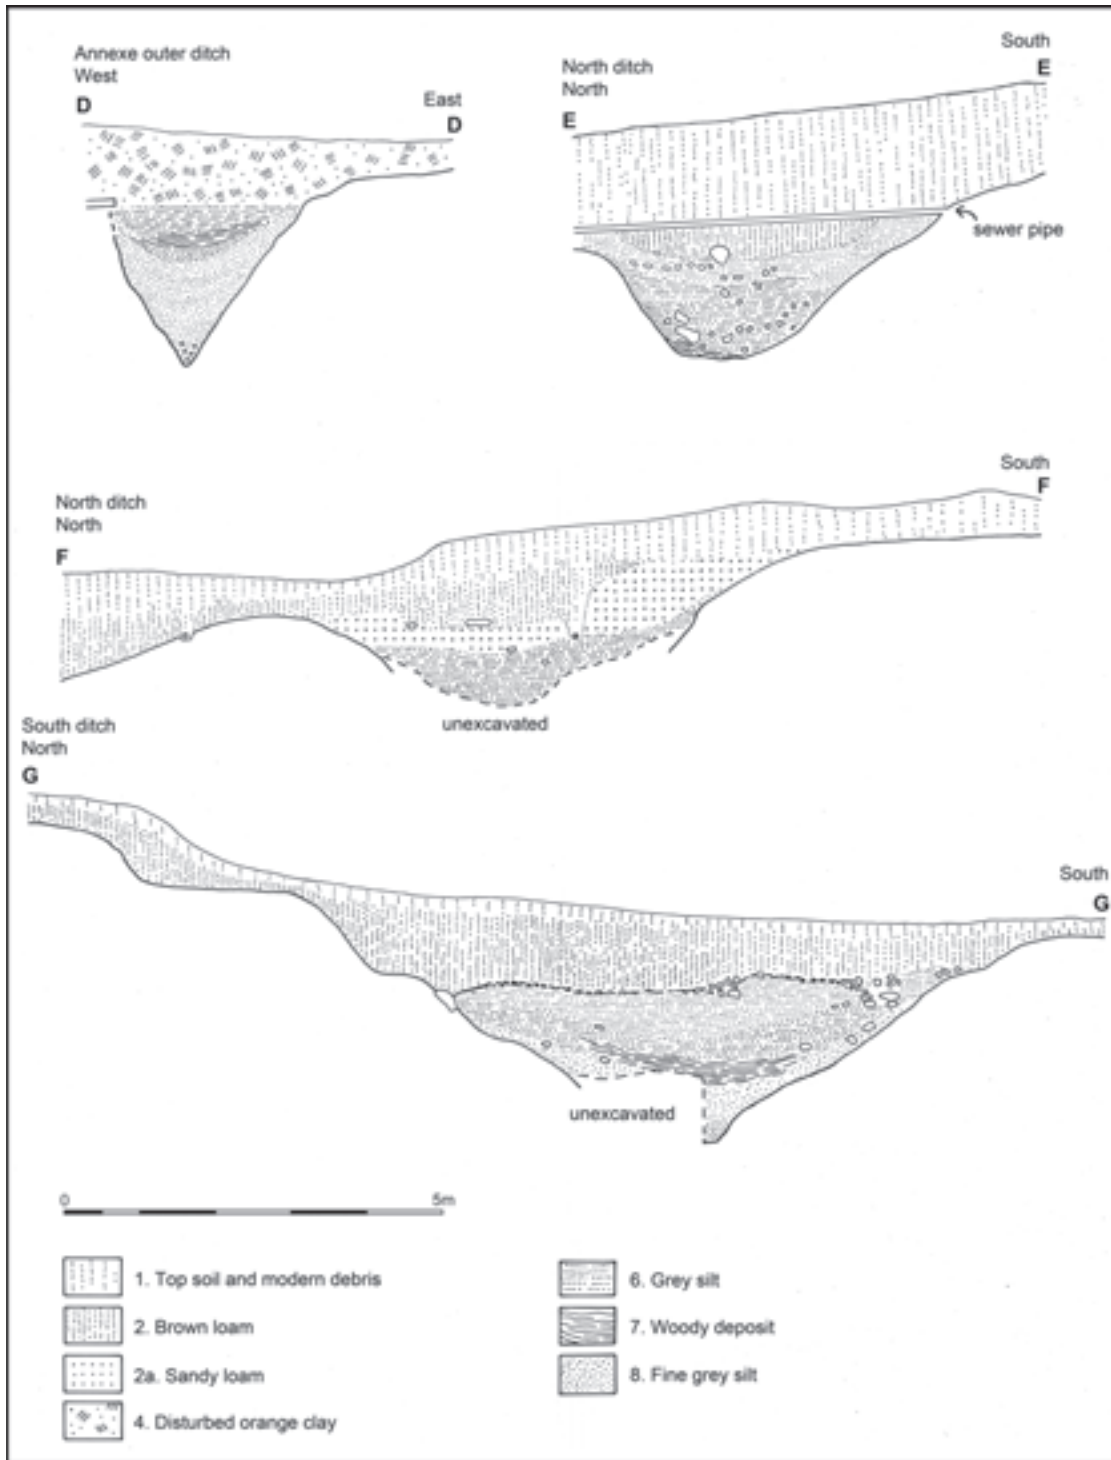 Annexe outer ditch
West
D
East
D
North ditch
North
E
South
E
sewer pipe
North ditch
North
F
South
F
unexcavated
South ditch
North
G
South
G
unexcavated
0
5m
1. Top soil and modern debris
2. Brown loam
2a. Sandy loam
4. Disturbed orange clay
6. Grey silt
7. Woody deposit
8. Fine grey silt